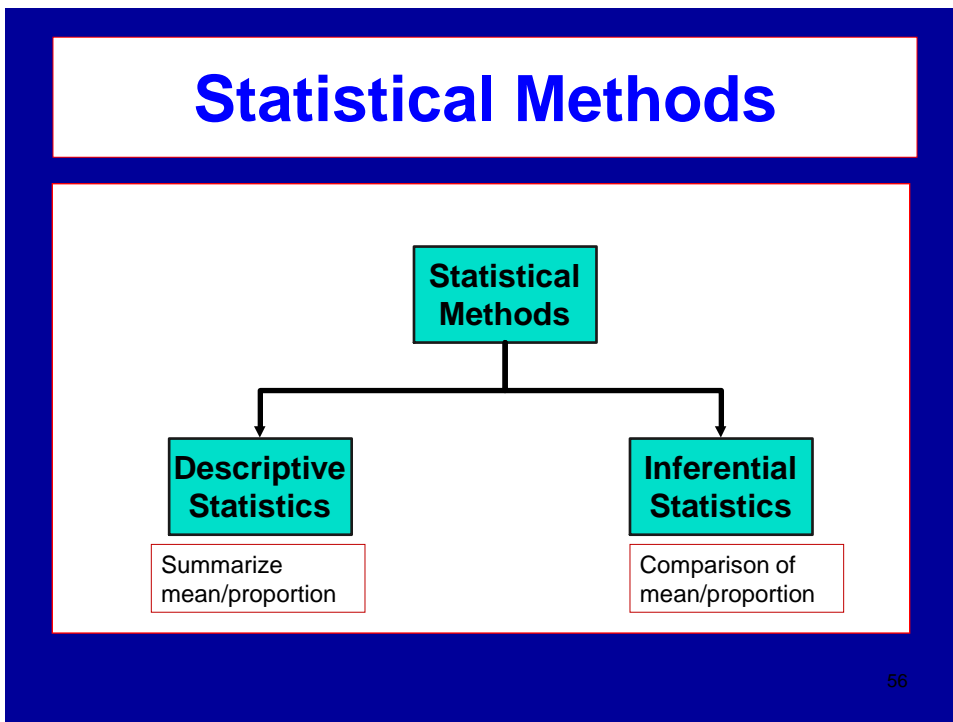 Statistical Methods
Statistical
Methods
Descriptive
Statistics
Inferential
Statistics
Summarize
mean/proportion
Comparison of
mean/proportion
56